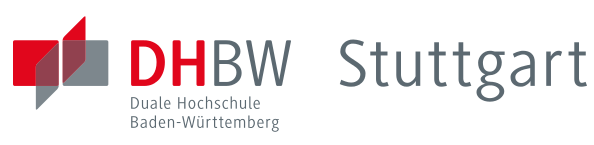 DHBW Stuttgart
Duale Hochschule
Baden-Württemberg